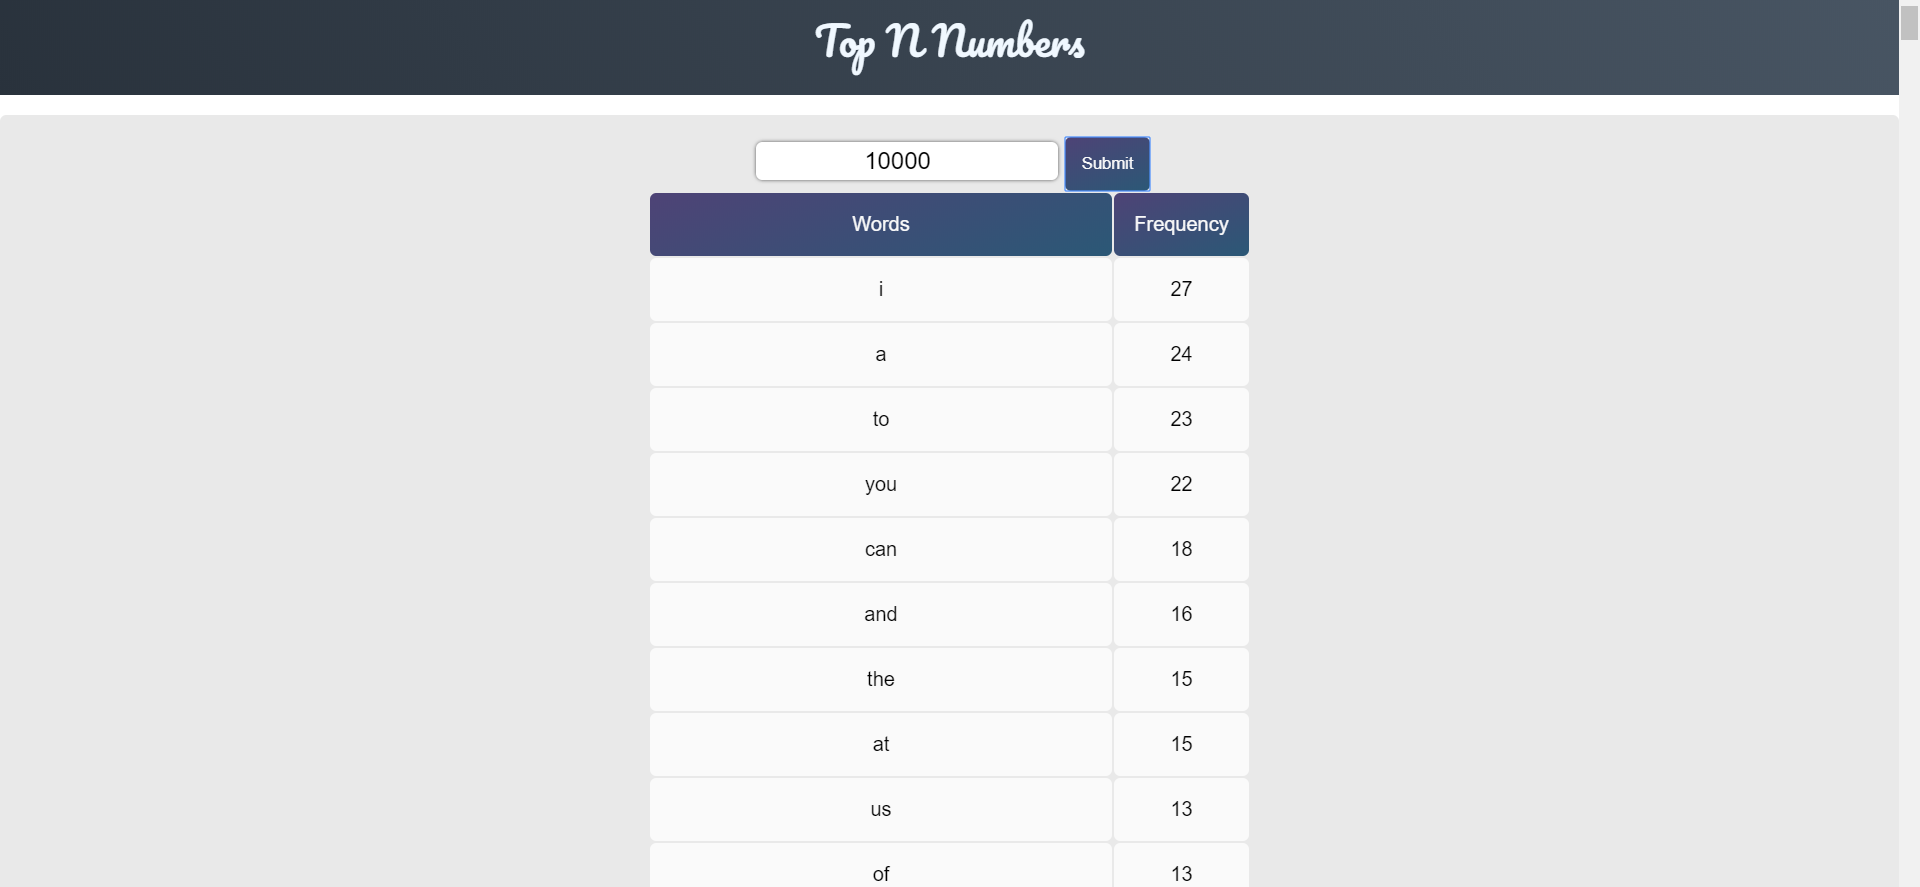 Top N Numbers
10000 Submit
Words Frequency
i 27
a 24
to 23
you 22
can 18
and 16
the 15
at 15
us 13
of 13